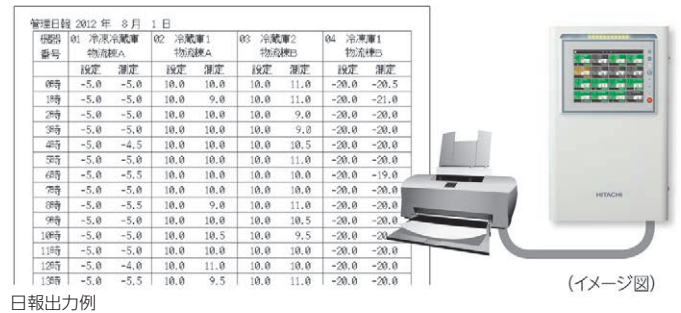 管理日報 2012 年 8 月 1 日
機器 01 冷凍冷蔵庫 02 冷蔵庫1 03 冷蔵庫2 04 冷凍庫1
番号 物流棟A 物流棟A 物流棟B 物流棟B
設定 測定 設定 測定 設定 測定 設定 測定
0時 -5.0 -5.0 10.0 10.0 10.0 11.0 -20.0 -20.5
1時 -5.0 -5.0 10.0 9.0 10.0 11.0 -20.0 -21.0
2時 -5.0 -5.0 10.0 10.0 10.0 9.0 -20.0 -20.0
3時 -5.0 -5.0 10.0 10.0 10.0 9.0 -20.0 -20.0
4時 -5.0 -4.5 10.0 10.0 10.0 10.5 -20.0 -20.0
5時 -5.0 -5.0 10.0 10.0 10.0 11.0 -20.0 -20.0
6時 -5.0 -5.5 10.0 10.0 10.0 10.0 -20.0 -19.0
7時 -5.0 -5.0 10.0 10.0 10.0 10.0 -20.0 -20.0
8時 -5.0 -5.5 10.0 9.0 10.0 11.0 -20.0 -20.0
9時 -5.0 -5.0 10.0 10.0 10.0 10.5 -20.0 -20.0
10時 -5.0 -5.0 10.0 10.5 10.0 9.5 -20.0
11時 -5.0 -5.0 10.0 10.0 10.0 10.0 -20.0 -20.0
12時 -5.0 -4.0 10.0 11.0 10.0 10.0 -20.0 -20.0
13時 -5.0 -5.5 10.0 9.5 10.0 11.0 -20.0 -20.0
HITACHI
(イメージ図)
日報出力例